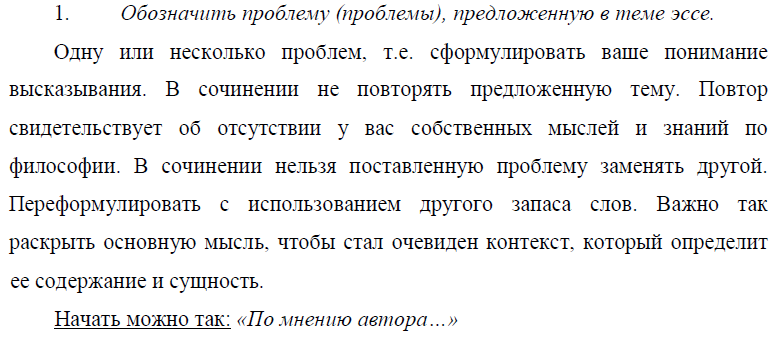 1. Обозначить проблему (проблемы), предложенную в теме эссе.
Одну или несколько проблем, т.е. сформулировать ваше понимание
высказывания. В сочинении не повторять предложенную тему. Повтор
свидетельствует об отсутствии у вас собственных мыслей и знаний по
философии. В сочинении нельзя поставленную проблему заменять другой.
Переформулировать с использованием другого запаса слов. Важно так
раскрыть основную мысль, чтобы стал очевиден контекст, который определит
ее содержание и сущность.
Начать можно так: «По мнению автора…»